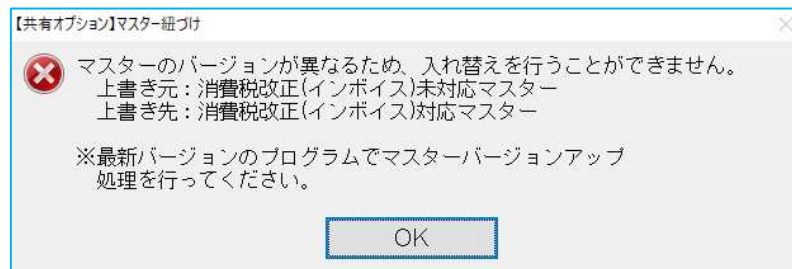 【共有オプション】マスター紐づけ
マスターのバージョンが異なるため、入れ替えを行うことができません。
上書き元：消費税改正(インボイス)未対応マスター
上書き先：消費税改正(インボイス)対応マスター
※最新バージョンのプログラムでマスターバージョンアップ
処理を行ってください。
OK